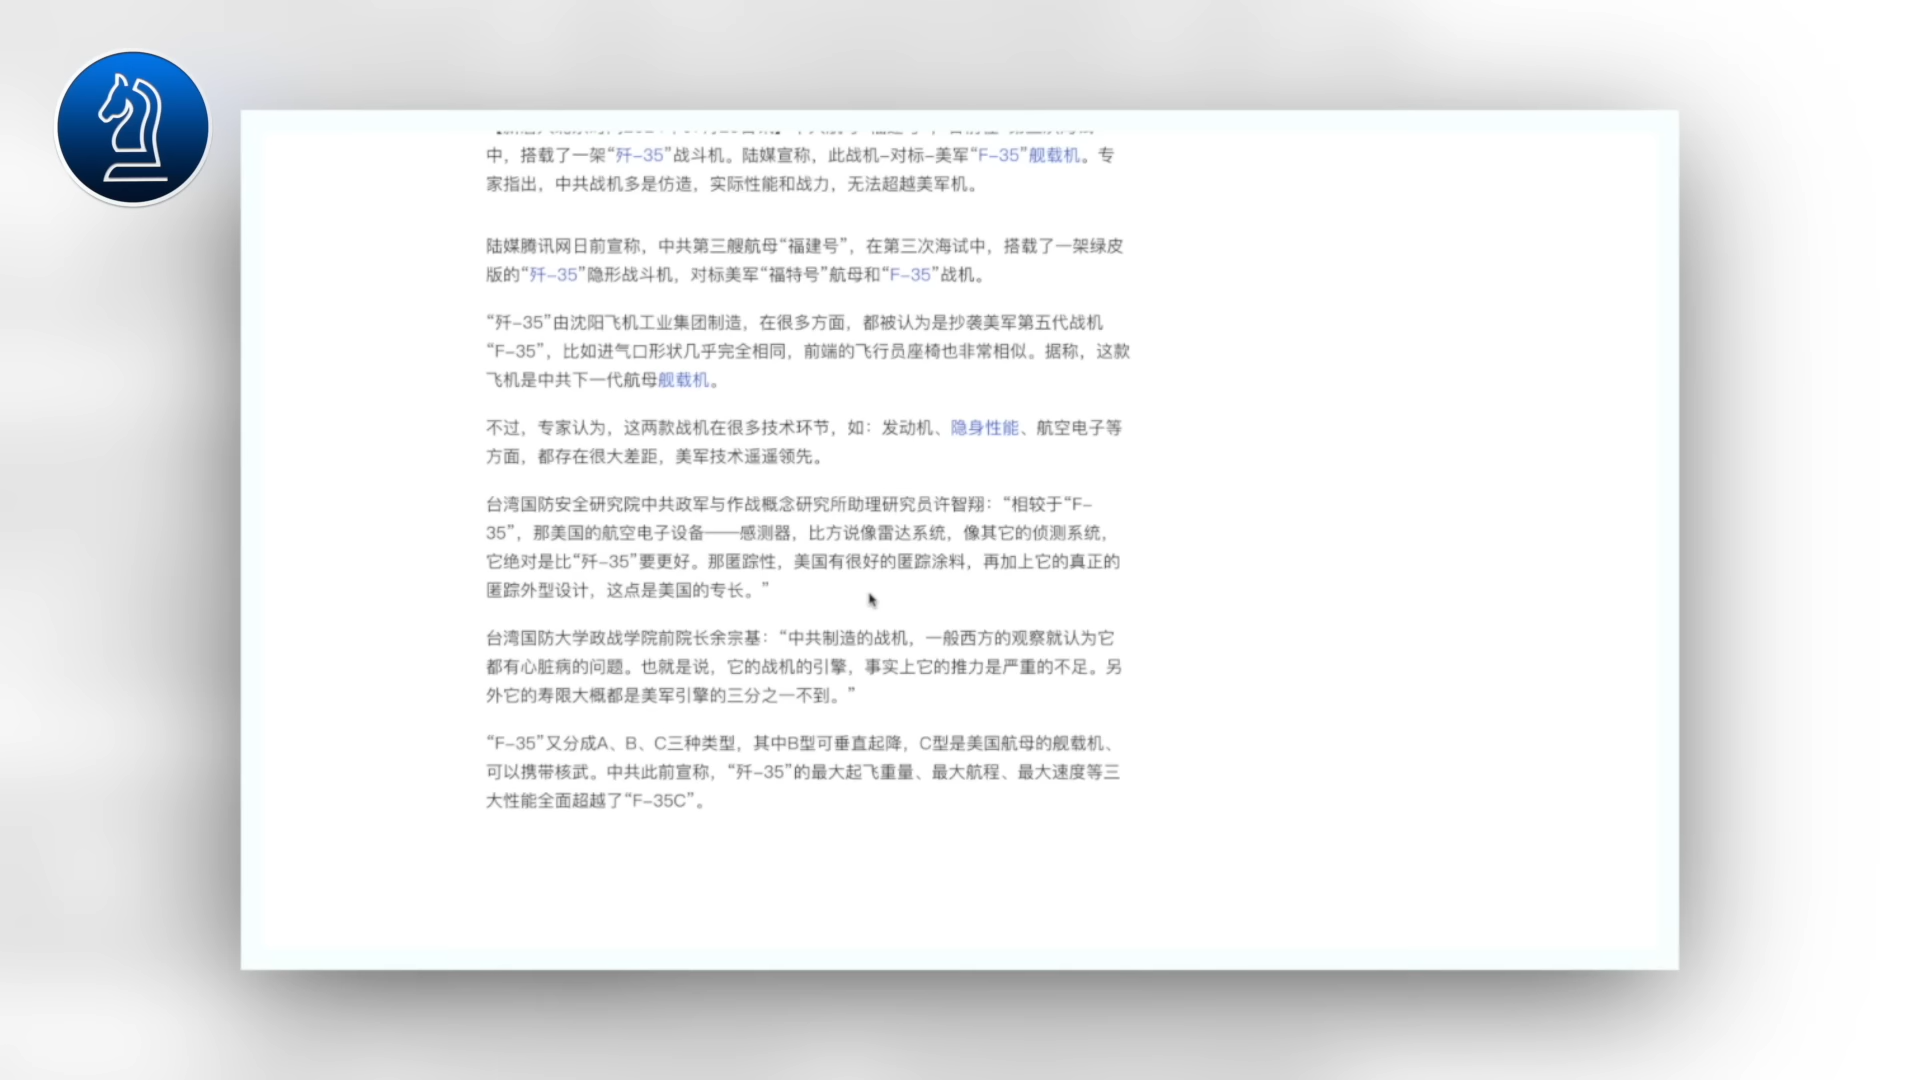 中，搭载了一架“歼–35”战斗机。陆媒宣称，此战机–对标–美军“F–35”舰载机。专
家指出，中共战机多是仿造，实际性能和战力，无法超越美军机。
陆媒腾讯网日前宣称，中共第三艘航母“福建号”，在第三次海试中，搭载了一架绿皮
版的“歼–35”隐形战斗机，对标美军“福特号”航母和“F–35”战机。
“歼–35”由沈阳飞机工业集团制造，在很多方面，都被认为是抄袭美军第五代战机
“F–35”，比如进气口形状几乎完全相同，前端的飞行员座椅也非常相似。据称，这款
飞机是中共下一代航母舰载机。
不过，专家认为，这两款战机在很多技术环节，如：发动机、隐身性能、航空电子等
方面，都存在很大差距，美军技术遥遥领先。
台湾国防安全研究院中共政军与作战概念研究所助理研究员许智翔：“相较于“F–
35”，那美国的航空电子设备——感测器，比方说像雷达系统，像其它的侦测系统，
它绝对是比“歼–35”要更好。那匿踪性，美国有很好的匿踪涂料，再加上它的真正的
匿踪外型设计，这点是美国的专长。”
台湾国防大学政战学院前院长余宗基：“中共制造的战机，一般西方的观察就认为它
都有心脏病的问题。也就是说，它的战机的引擎，事实上它的推力是严重的不足。另
外它的寿限大概都是美军引擎的三分之一不到。”
“F–35”又分成A、B、C三种类型，其中B型可垂直起降，C型是美国航母的舰载机、
可以携带核武。中共此前宣称，“歼–35”的最大起飞重量、最大航程、最大速度等三
大性能全面超越了“F–35C”。